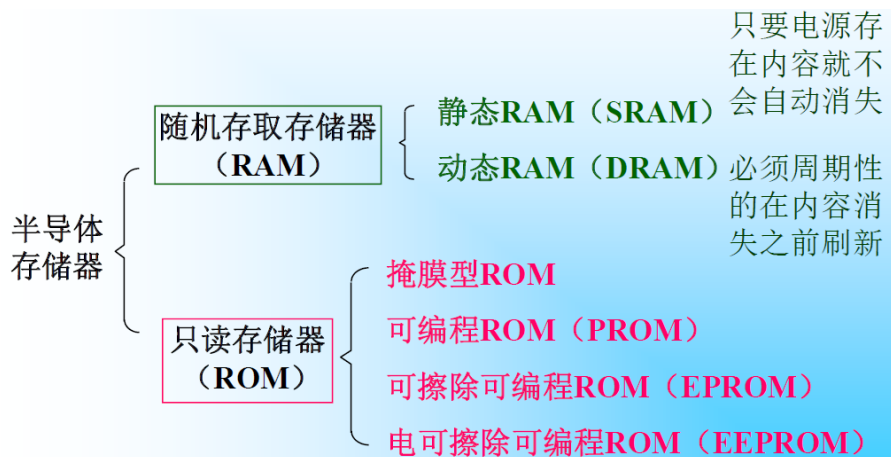 只要电源存
在内容就不
会自动消失
随机存取存储器
（RAM）
静态RAM（SRAM）
动态RAM（DRAM）
必须周期性
的在内容消
失之前刷新
半导体
存储器
掩膜型ROM
只读存储器
（ROM）
可编程ROM（PROM）
可擦除可编程ROM（EPROM）
电可擦除可编程ROM（EEPROM）